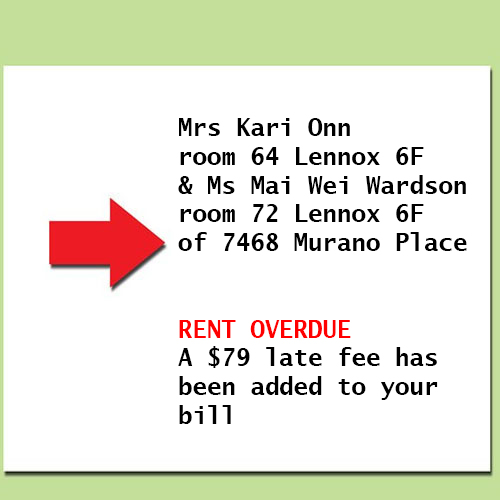 Mrs Kari Onn
room 64 Lennox 6F
& Ms Mai Wei Wardson
room 72 Lennox 6F
of 7468 Murano Place
RENT OVERDUE
A $79 late fee has
been added to your
bill